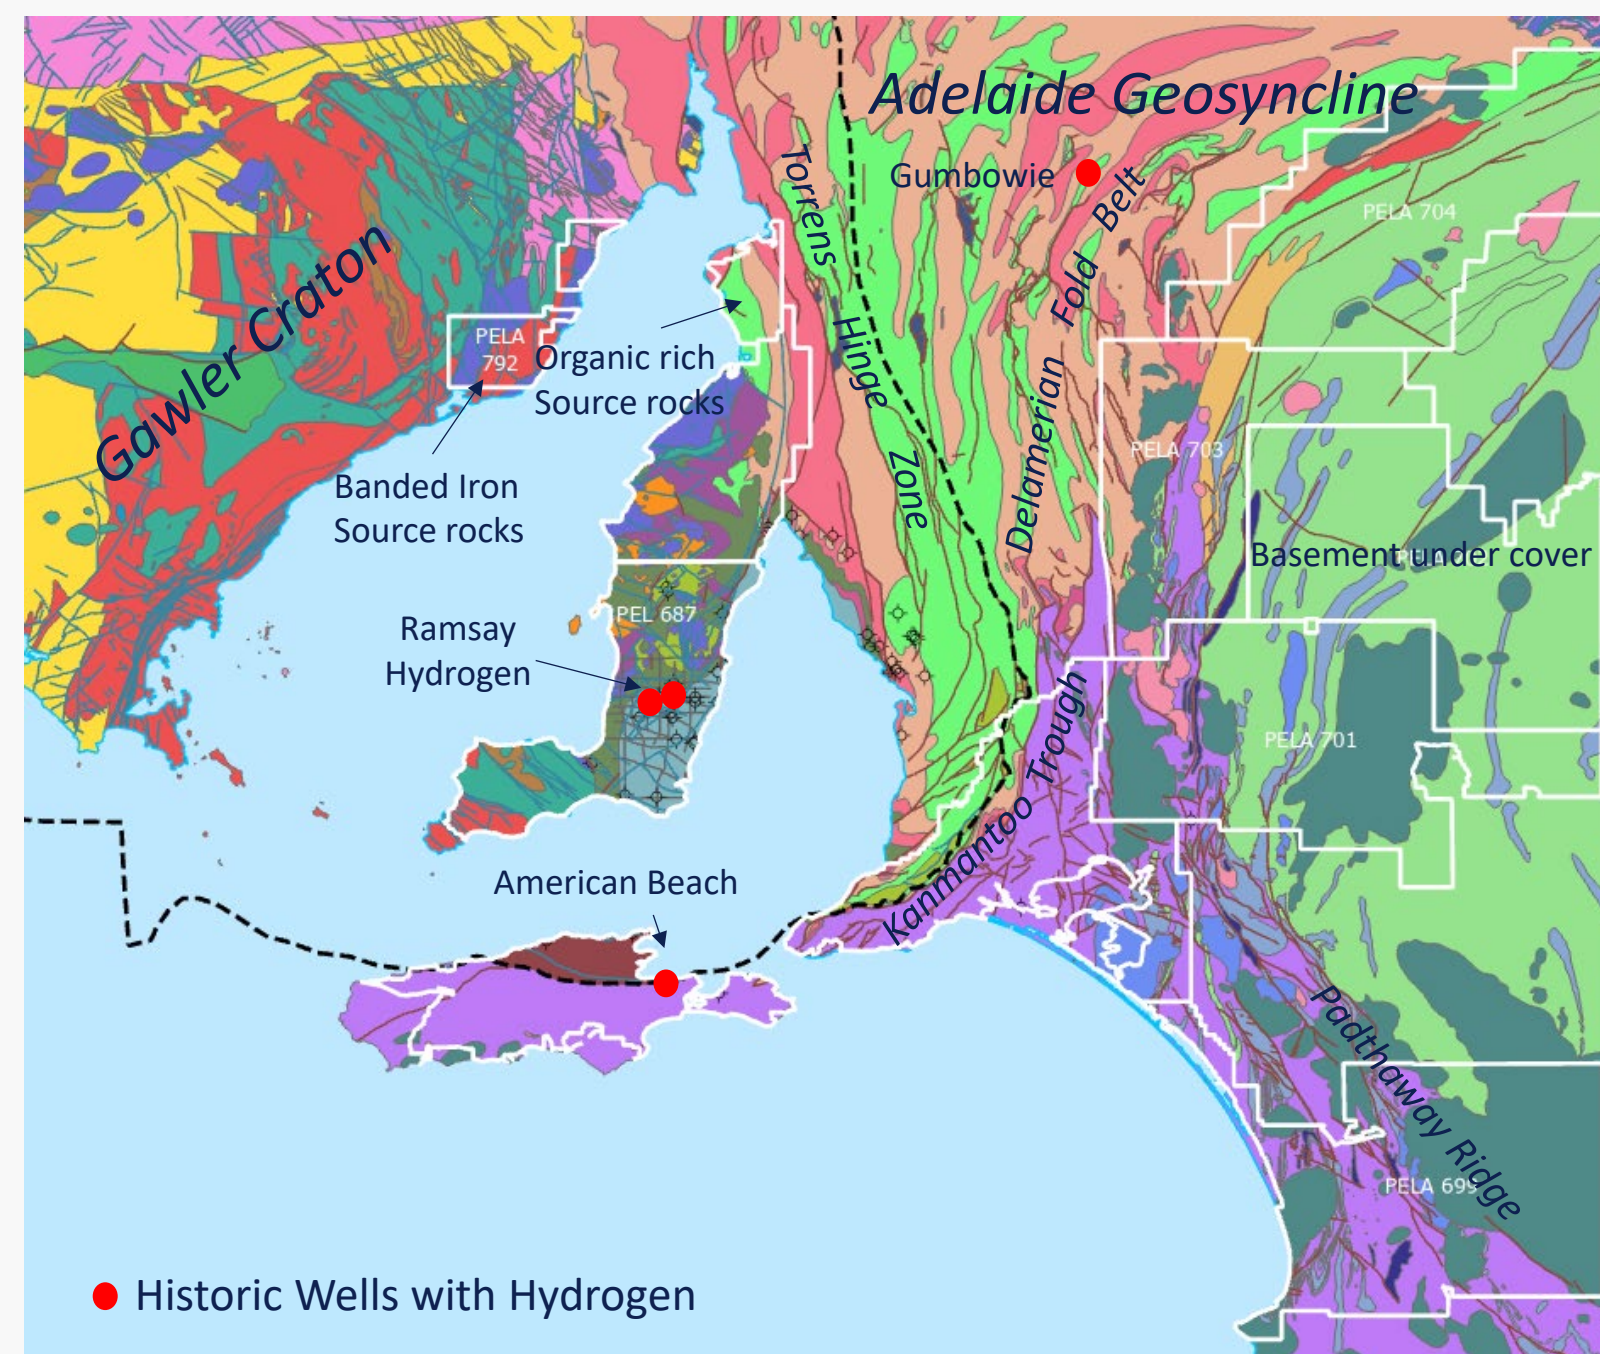 Adelaide Geosyncline
Gumbowie
Torrens
Hinge
Zone
Delamerian
Fold
Belt
PELA 704
Gawler Craton
PELA
792
Organic rich
Source rocks
Banded Iron
Source rocks
PELA 703
Basement under cover
PEL 687
Ramsay
Hydrogen
PELA 701
Kanmantoo Trough
American Beach
Padthaway Ridge
PELA 699
Historic Wells with Hydrogen